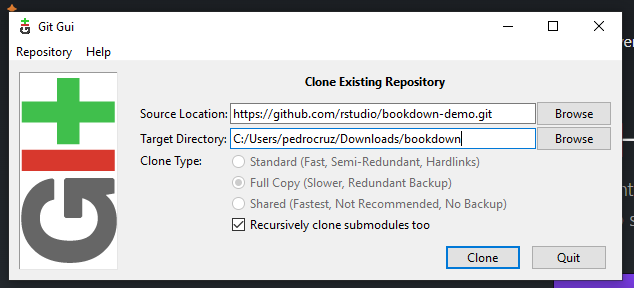 Git Gui
Repository Help
Clone Existing Repository
Source Location: https://github.com/rstudio/bookdown-demo.git Browse
Target Directory: C:/Users/pedrocruz/Downloads/bookdown Browse
Clone Type: Standard (Fast, Semi-Redundant, Hardlinks)
Full Copy (Slower, Redundant Backup)
Shared (Fastest, Not Recommended, No Backup)
Recursively clone submodules too
Clone Quit